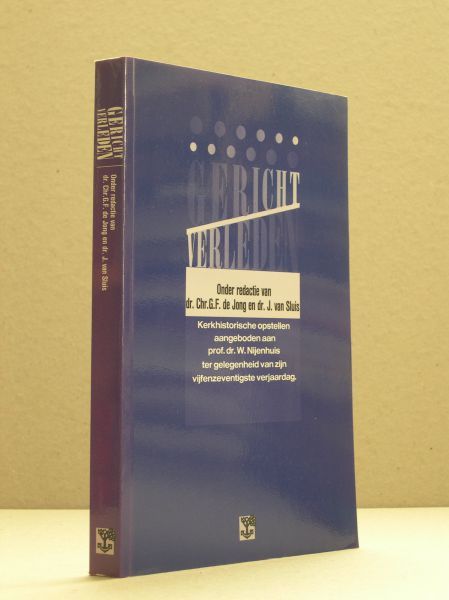 GERICHT
VERLEDEN
Onder redactie van
dr. Chr.G.F. de Jong en dr. J. van Sluis
GERICHT
VERLEDEN
Onder redactie van
dr. Chr.G.F. de Jong en dr. J. van Sluis
Kerkhistorische opstellen
aangeboden aan
prof. dr. W. Nijenhuis
ter gelegenheid van zijn
vijfenzeventigste verjaardag.